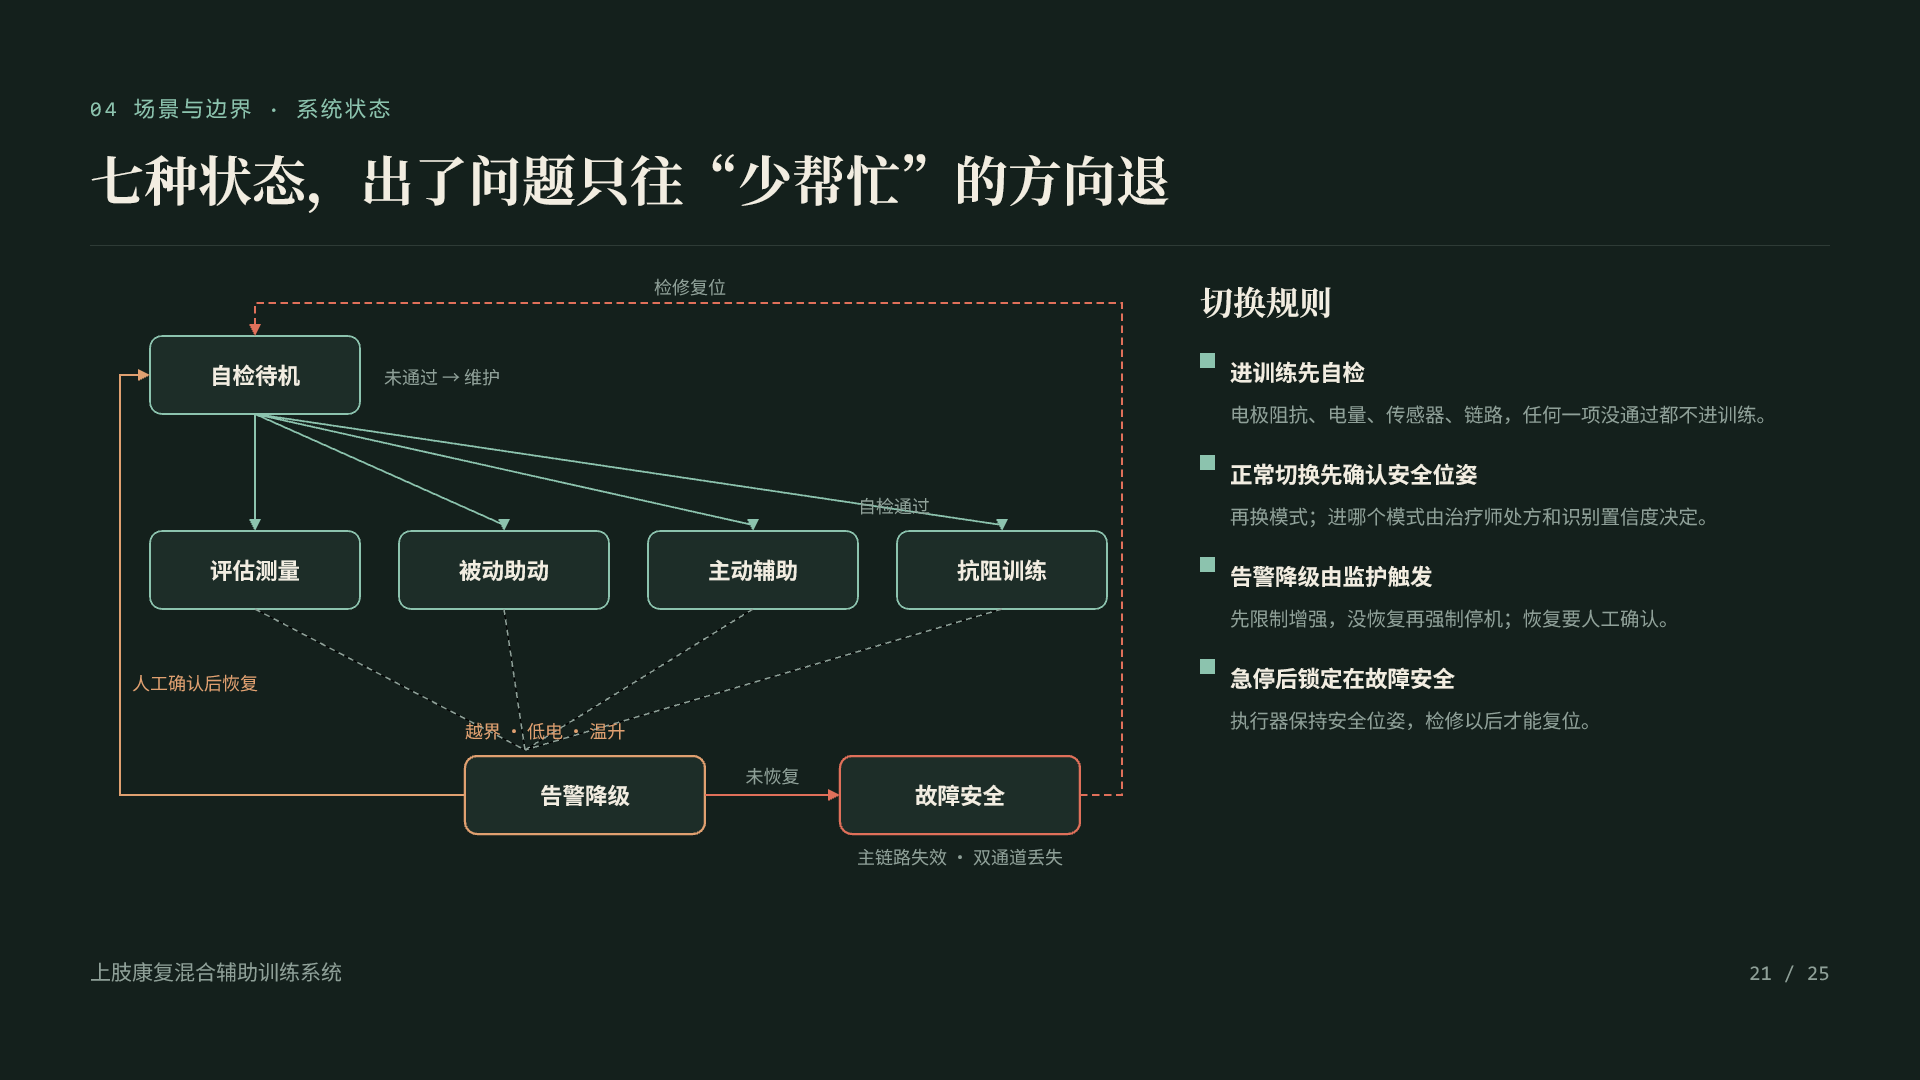 04 场景与边界 · 系统状态
七种状态，出了问题只往“少帮忙”的方向退
检修复位
自检待机
未通过 → 维护
自检通过
评估测量
被动助动
主动辅助
抗阻训练
人工确认后恢复
越界 · 低电 · 温升
告警降级
未恢复
故障安全
主链路失效 · 双通道丢失
切换规则
进训练先自检
电极阻抗、电量、传感器、链路，任何一项没通过都不进训练。
正常切换先确认安全位姿
再换模式；进哪个模式由治疗师处方和识别置信度决定。
告警降级由监护触发
先限制增强，没恢复再强制停机；恢复要人工确认。
急停后锁定在故障安全
执行器保持安全位姿，检修以后才能复位。
上肢康复混合辅助训练系统
21 / 25